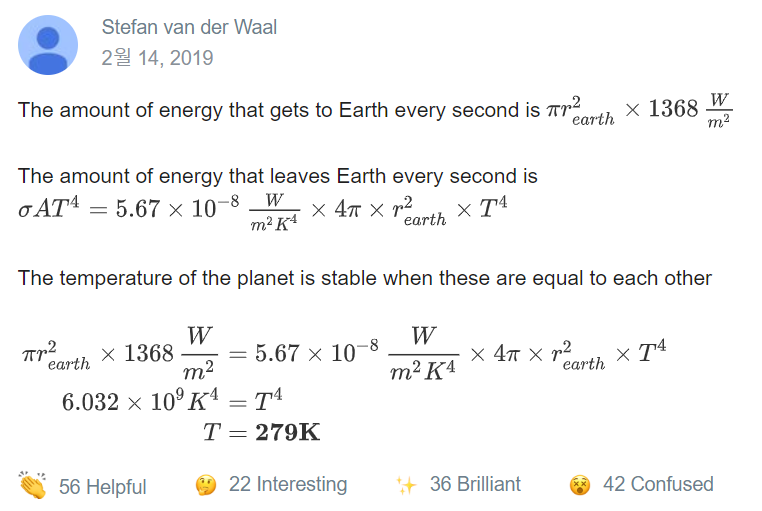 Stefan van der Waal
2월 14, 2019
The amount of energy that gets to Earth every second is $\pi r_{earth}^2 \times 1368 \frac{W}{m^2}$
The amount of energy that leaves Earth every second is
$\sigma A T^4 = 5.67 \times 10^{-8} \frac{W}{m^2 K^4} \times 4\pi \times r_{earth}^2 \times T^4$
The temperature of the planet is stable when these are equal to each other
$\pi r_{earth}^2 \times 1368 \frac{W}{m^2} = 5.67 \times 10^{-8} \frac{W}{m^2 K^4} \times 4\pi \times r_{earth}^2 \times T^4$
$6.032 \times 10^9 K^4 = T^4$
$T = \mathbf{279K}$
56 Helpful 22 Interesting 36 Brilliant 42 Confused